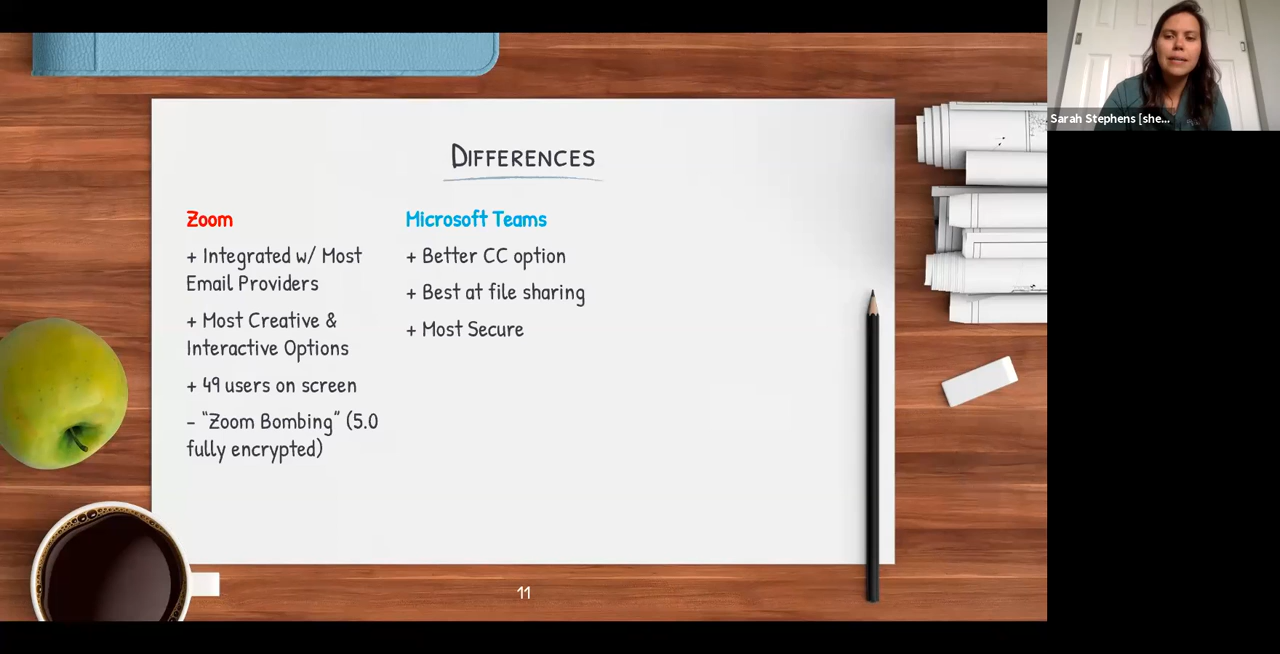 Differences
Zoom
+ Integrated w/ Most
Email Providers
+ Most Creative &
Interactive Options
+ 49 users on screen
- "Zoom Bombing" (5.0
fully encrypted)
Microsoft Teams
+ Better CC option
+ Best at file sharing
+ Most Secure
11
Sarah Stephens [she...